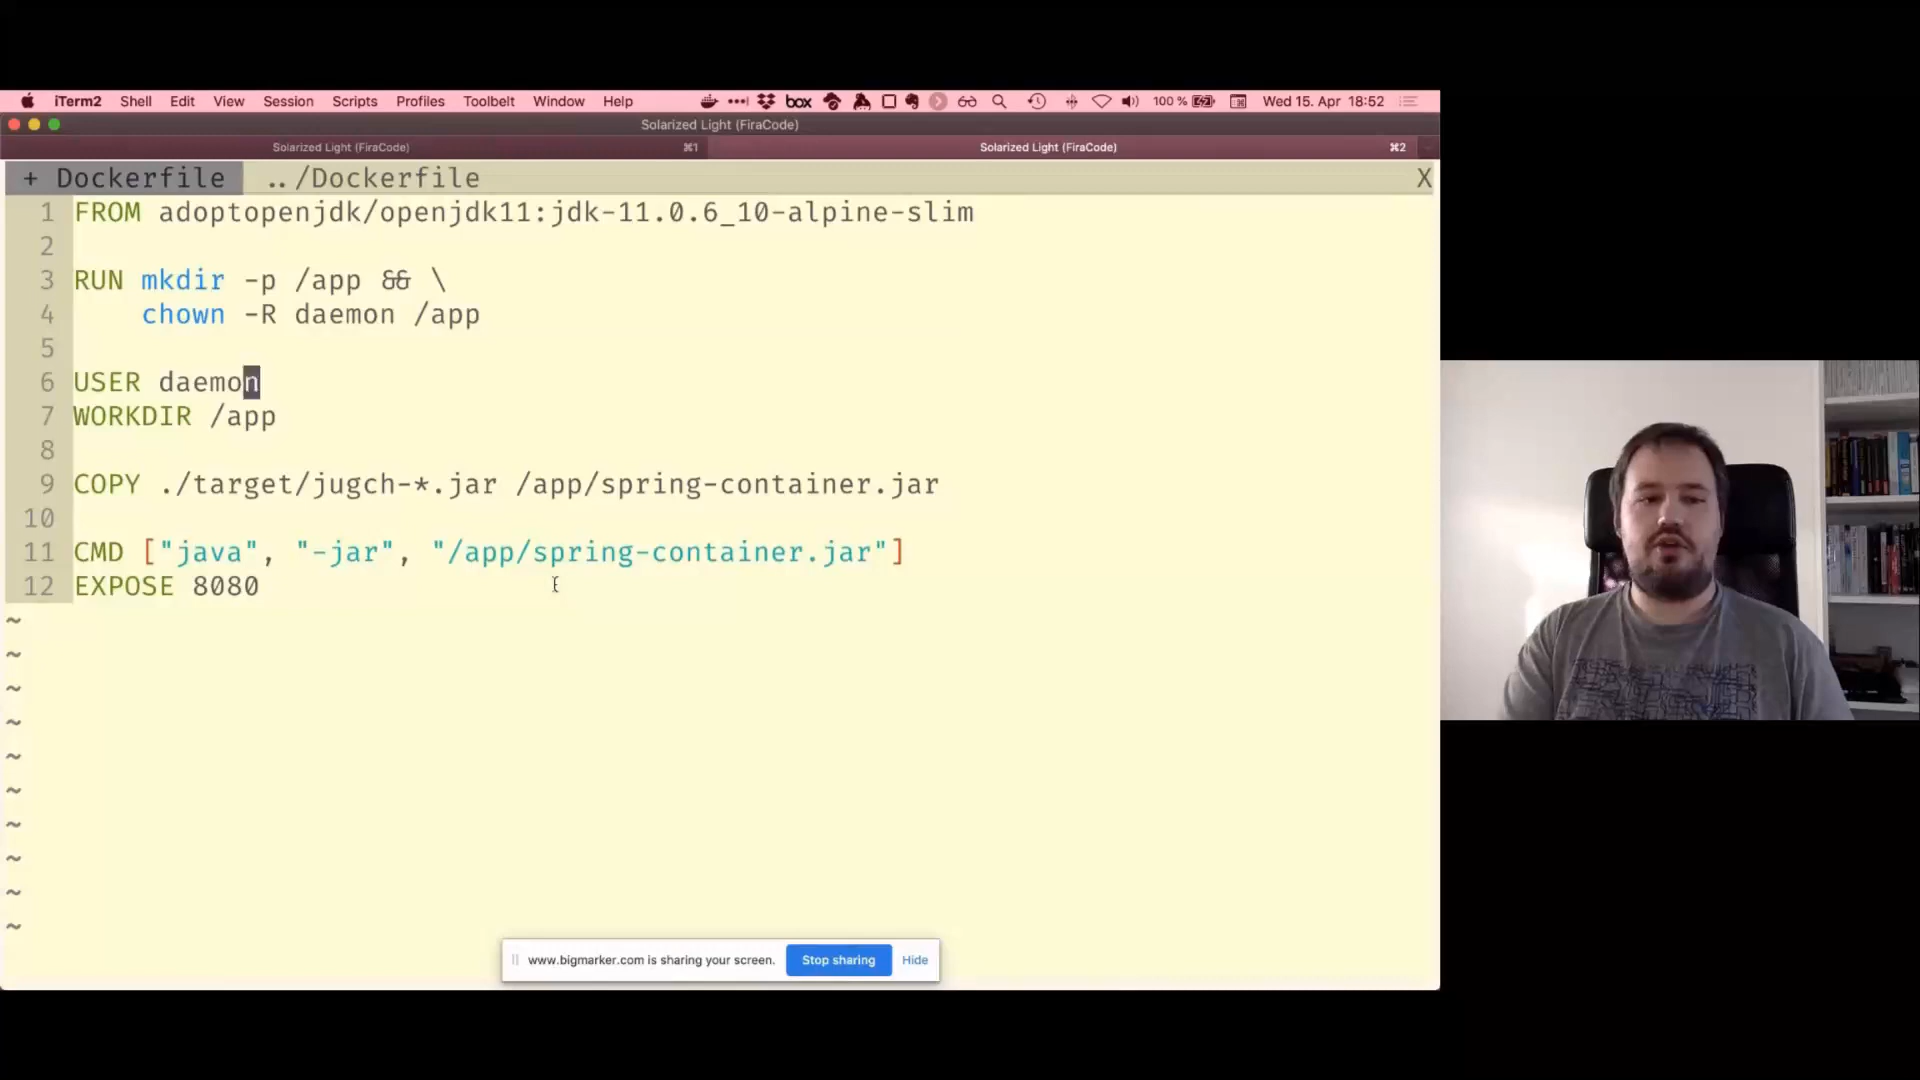 iTerm2 Shell Edit View Session Scripts Profiles Toolbelt Window Help box 100 % Wed 15. Apr 18:52
Solarized Light (FiraCode)
Solarized Light (FiraCode) ⌘1 Solarized Light (FiraCode) ⌘2
+ Dockerfile ../Dockerfile X
1 FROM adoptopenjdk/openjdk11:jdk-11.0.6_10-alpine-slim
2
3 RUN mkdir -p /app && \
4 chown -R daemon /app
5
6 USER daemon
7 WORKDIR /app
8
9 COPY ./target/jugch-*.jar /app/spring-container.jar
10
11 CMD ["java", "-jar", "/app/spring-container.jar"]
12 EXPOSE 8080
~
~
~
~
~
~
~
~
~
~
www.bigmarker.com is sharing your screen. Stop sharing Hide